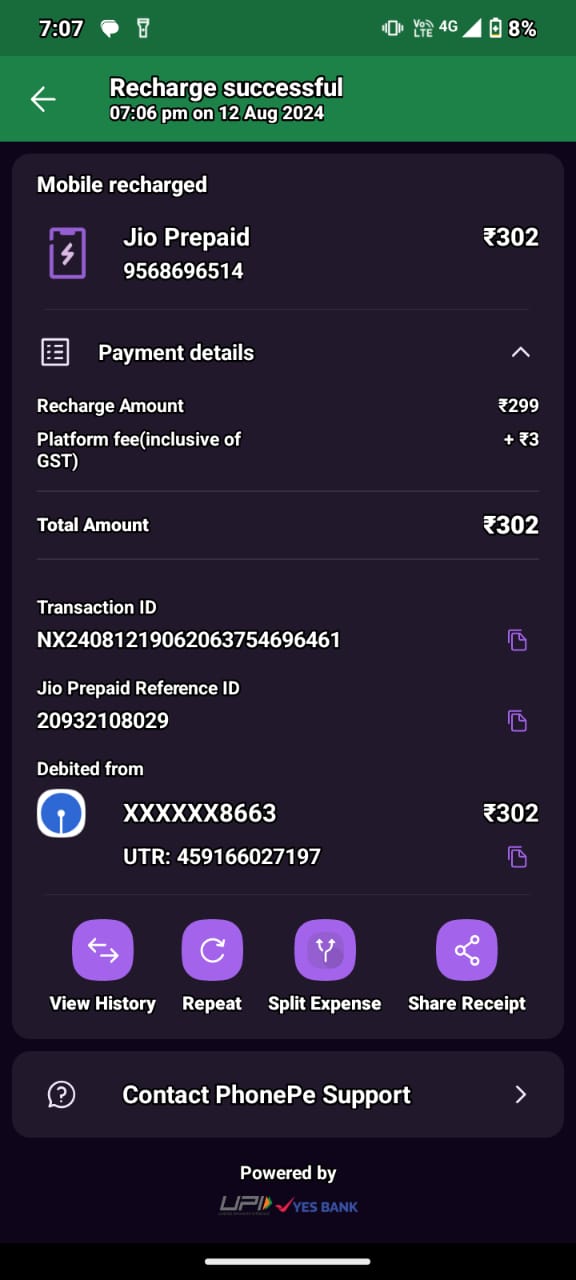 7:07
Vo LTE 4G 8%
Recharge successful
07:06 pm on 12 Aug 2024
Mobile recharged
Jio Prepaid ₹302
9568696514
Payment details
Recharge Amount ₹299
Platform fee(inclusive of + ₹3
GST)
Total Amount ₹302
Transaction ID
NX24081219062063754696461
Jio Prepaid Reference ID
20932108029
Debited from
XXXXXX8663 ₹302
UTR: 459166027197
View History Repeat Split Expense Share Receipt
Contact PhonePe Support
Powered by
UPI YES BANK